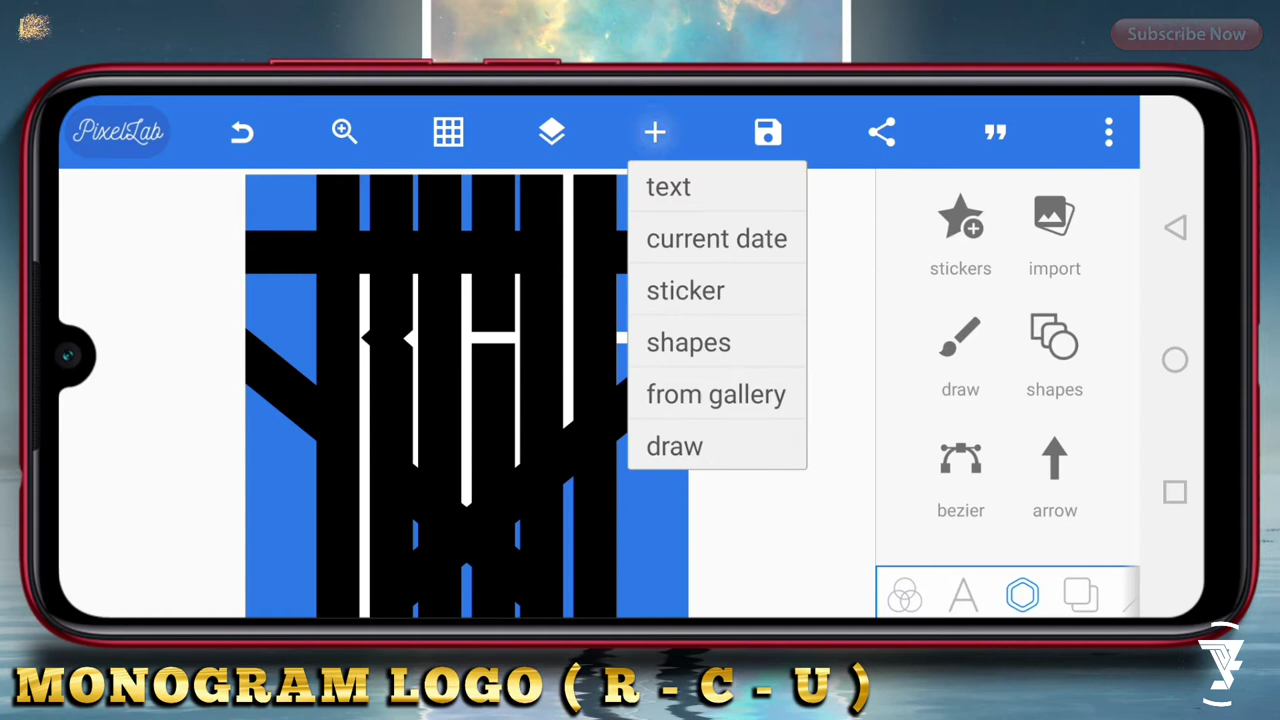 Subscribe Now
PixelLab
text
current date
sticker
shapes
from gallery
draw
stickers
import
draw
shapes
bezier
arrow
MONOGRAM LOGO ( R - C - U )